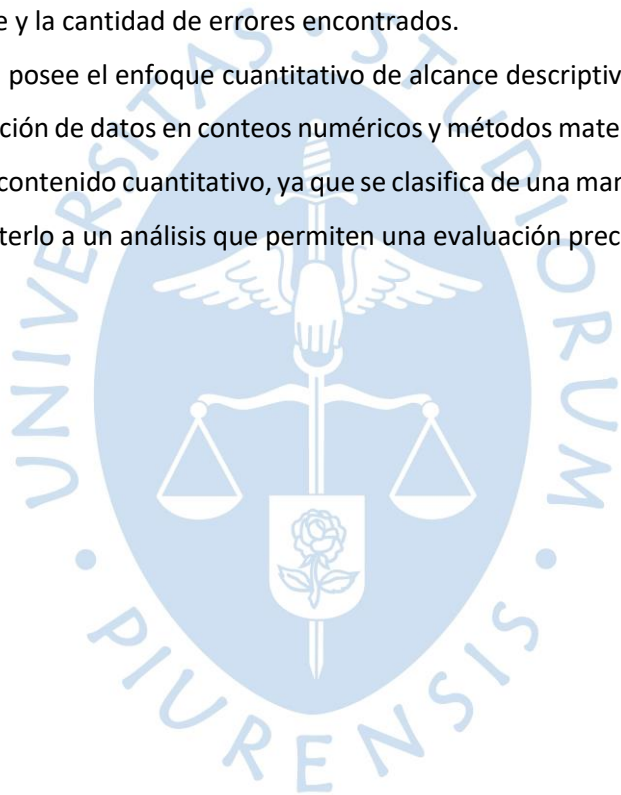 e y la cantidad de errores encontrados.
posee el enfoque cuantitativo de alcance descriptiv
ción de datos en conteos numéricos y métodos mate
contenido cuantitativo, ya que se clasifica de una mar
terlo a un análisis que permiten una evaluación prec
UNIVERSITAS • STUDIORUM • PIURENSIS •